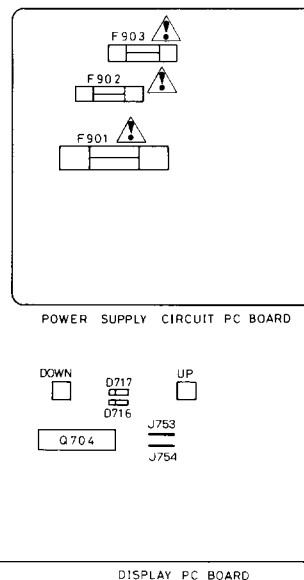 F903
F902
F901
POWER SUPPLY CIRCUIT PC BOARD
DOWN
D717
UP
D716
J753
Q704
J754
DISPLAY PC BOARD